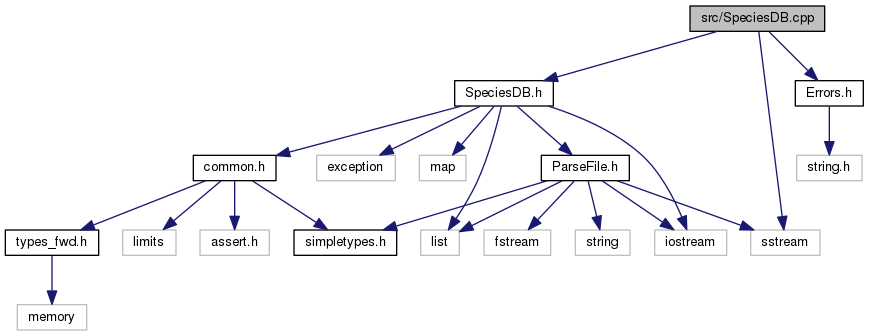 src/SpeciesDB.cpp
SpeciesDB.h
Errors.h
common.h
exception
map
ParseFile.h
string.h
types_fwd.h
limits
assert.h
simpletypes.h
list
fstream
string
iostream
sstream
memory